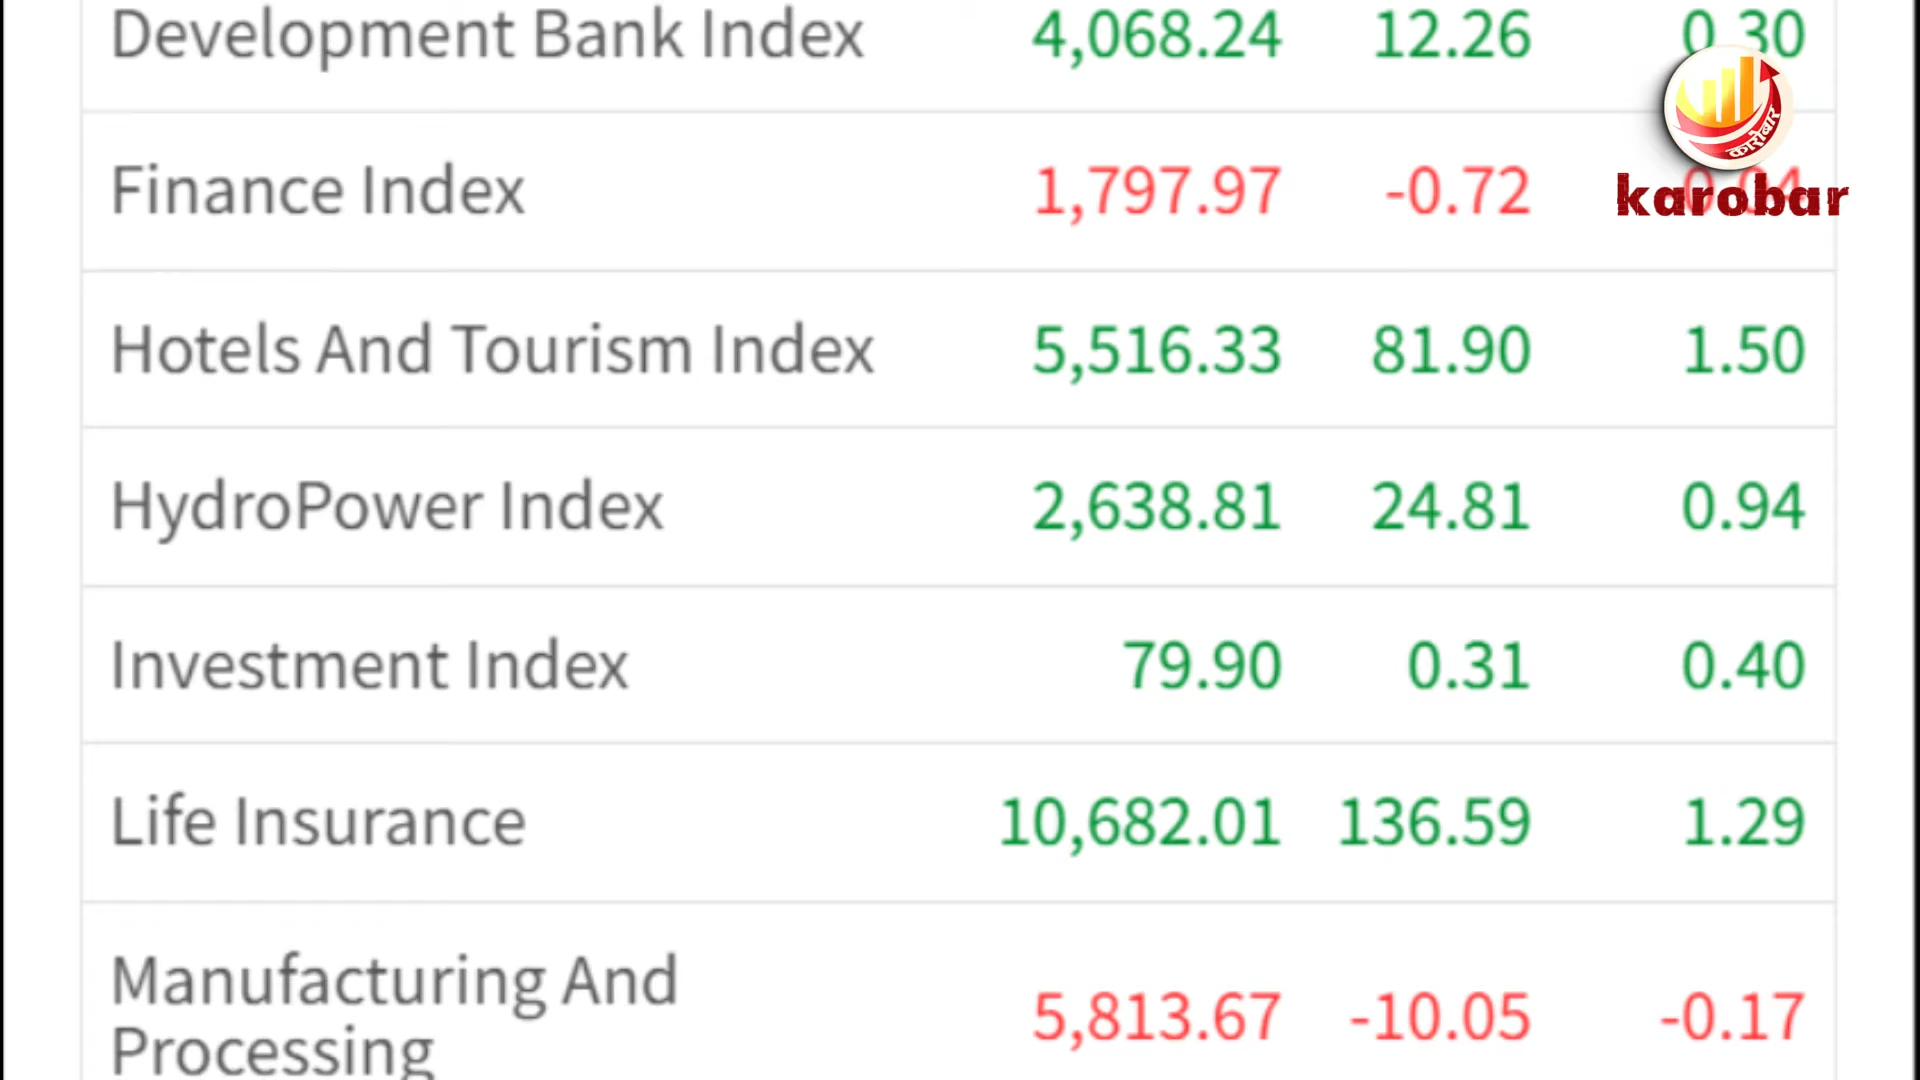 Development Bank Index 4,068.24 12.26 0.30
Finance Index 1,797.97 -0.72
कारोबार
karobar
Hotels And Tourism Index 5,516.33 81.90 1.50
HydroPower Index 2,638.81 24.81 0.94
Investment Index 79.90 0.31 0.40
Life Insurance 10,682.01 136.59 1.29
Manufacturing And
Processing 5,813.67 -10.05 -0.17